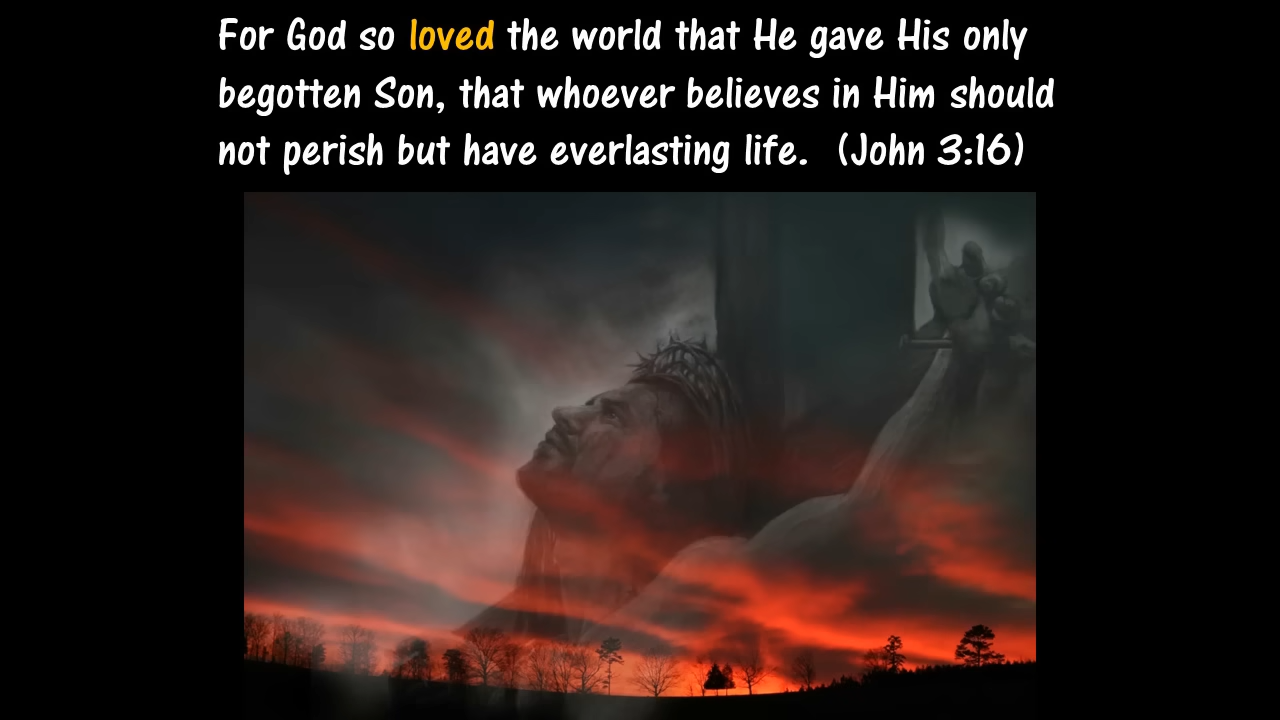 For God so loved the world that He gave His only
begotten Son, that whoever believes in Him should
not perish but have everlasting life.  (John 3:16)